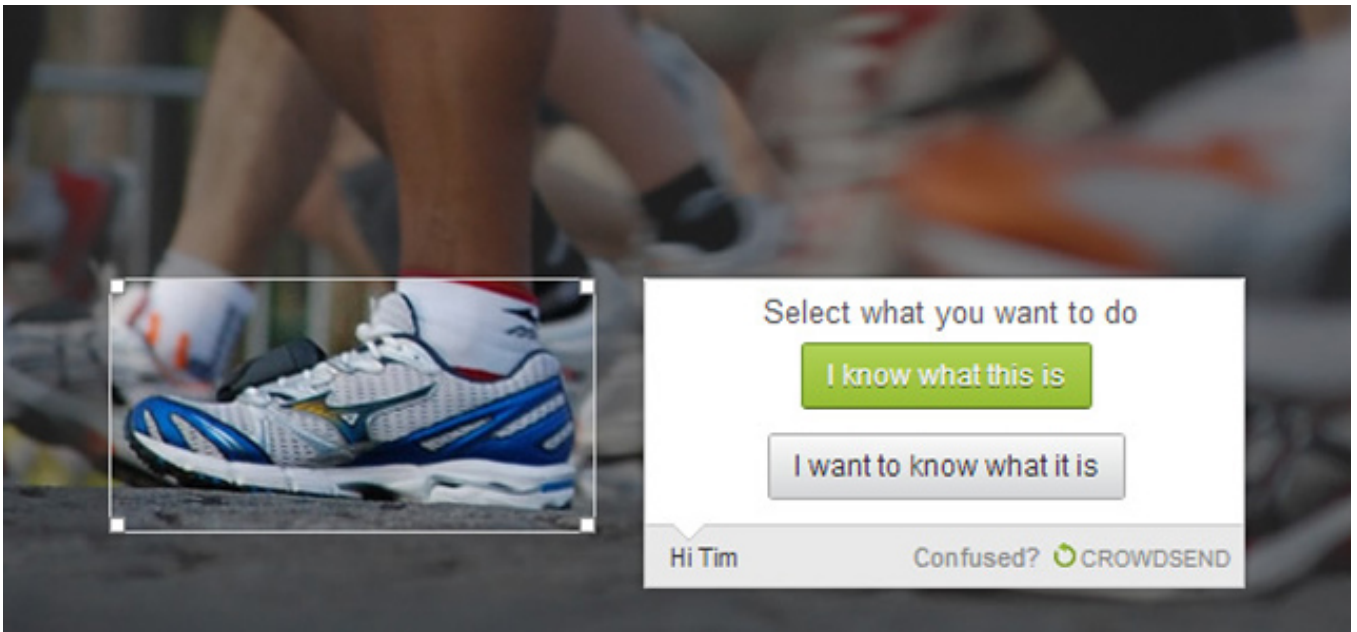 Select what you want to do
I know what this is
I want to know what it is
Hi Tim
Confused? CROWDSEND